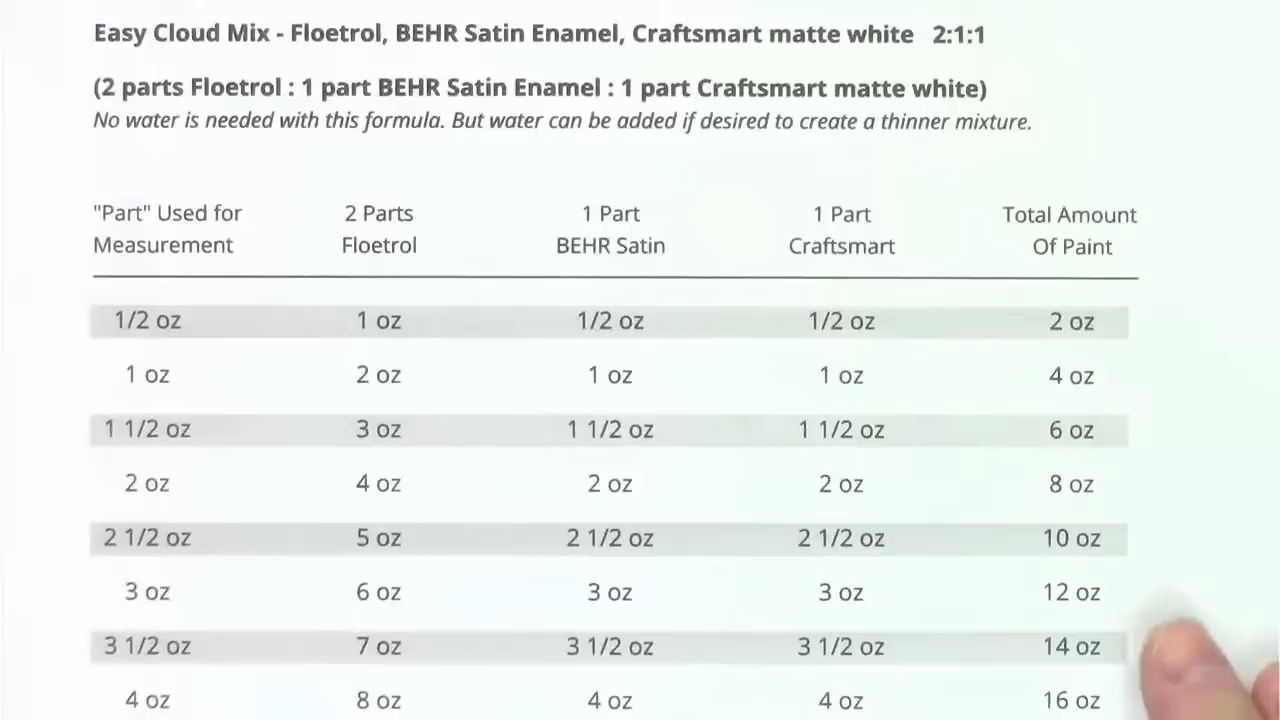 Easy Cloud Mix - Floetrol, BEHR Satin Enamel, Craftsmart matte white 2:1:1
(2 parts Floetrol : 1 part BEHR Satin Enamel : 1 part Craftsmart matte white)
No water is needed with this formula. But water can be added if desired to create a thinner mixture.
"Part" Used for 2 Parts 1 Part 1 Part Total Amount
Measurement Floetrol BEHR Satin Craftsmart Of Paint
1/2 oz 1 oz 1/2 oz 1/2 oz 2 oz
1 oz 2 oz 1 oz 1 oz 4 oz
1 1/2 oz 3 oz 1 1/2 oz 1 1/2 oz 6 oz
2 oz 4 oz 2 oz 2 oz 8 oz
2 1/2 oz 5 oz 2 1/2 oz 2 1/2 oz 10 oz
3 oz 6 oz 3 oz 3 oz 12 oz
3 1/2 oz 7 oz 3 1/2 oz 3 1/2 oz 14 oz
4 oz 8 oz 4 oz 4 oz 16 oz